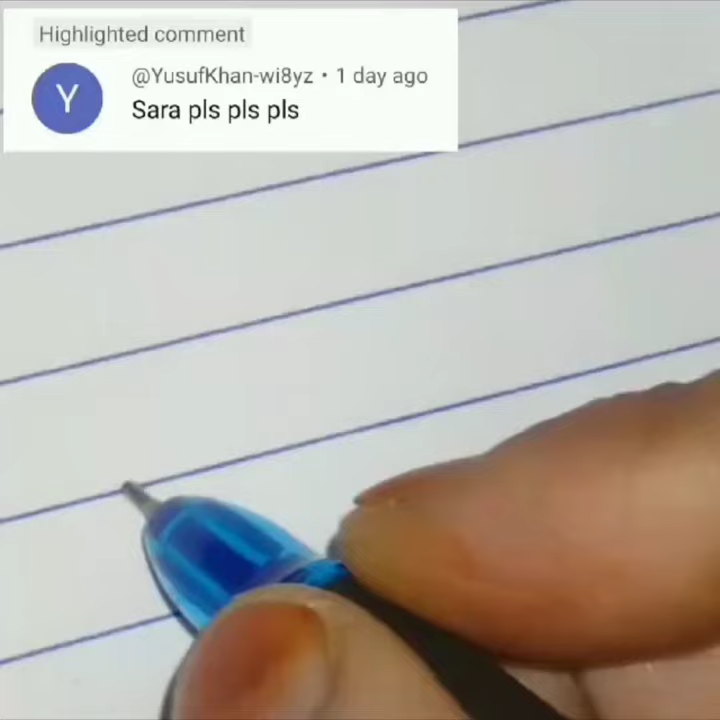 Highlighted comment
Y
@YusufKhan-wi8yz • 1 day ago
Sara pls pls pls